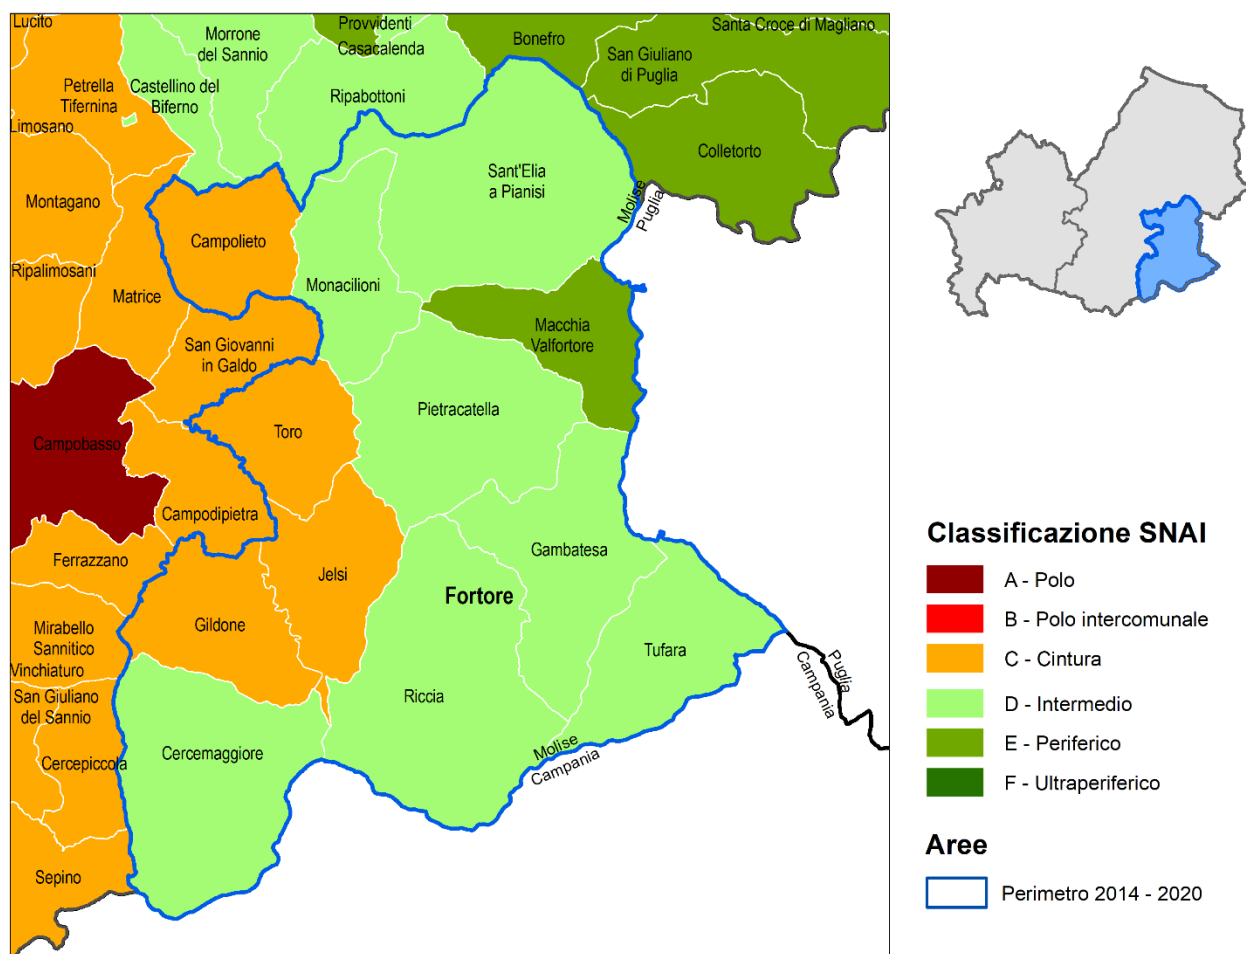 Lucito
Morrone
del Sannio
Provvidenti
Casacalenda
Bonefro
Santa Croce di Magliano
San Giuliano
di Puglia
Petrella
Tifernina
Castellino del
Biferno
Ripabottoni
Limosano
Colletorto
Sant'Elia
a Pianisi
Montagano
Molise
Puglia
Campolieto
Ripalimosani
Matrice
Monacilioni
San Giovanni
in Galdo
Macchia
Valfortore
Pietracatella
Toro
Campobasso
Campodipietra
Ferrazzano
Jelsi
Gambatesa
Fortore
Gildone
Mirabello
Sannitico
Vinchiaturo
Tufara
San Giuliano
del Sannio
Riccia
Cercepiccola
Cercemaggiore
Molise
Campania
Puglia
Campania
Sepino
Classificazione SNAI
A - Polo
B - Polo intercomunale
C - Cintura
D - Intermedio
E - Periferico
F - Ultraperiferico
Aree
Perimetro 2014 - 2020